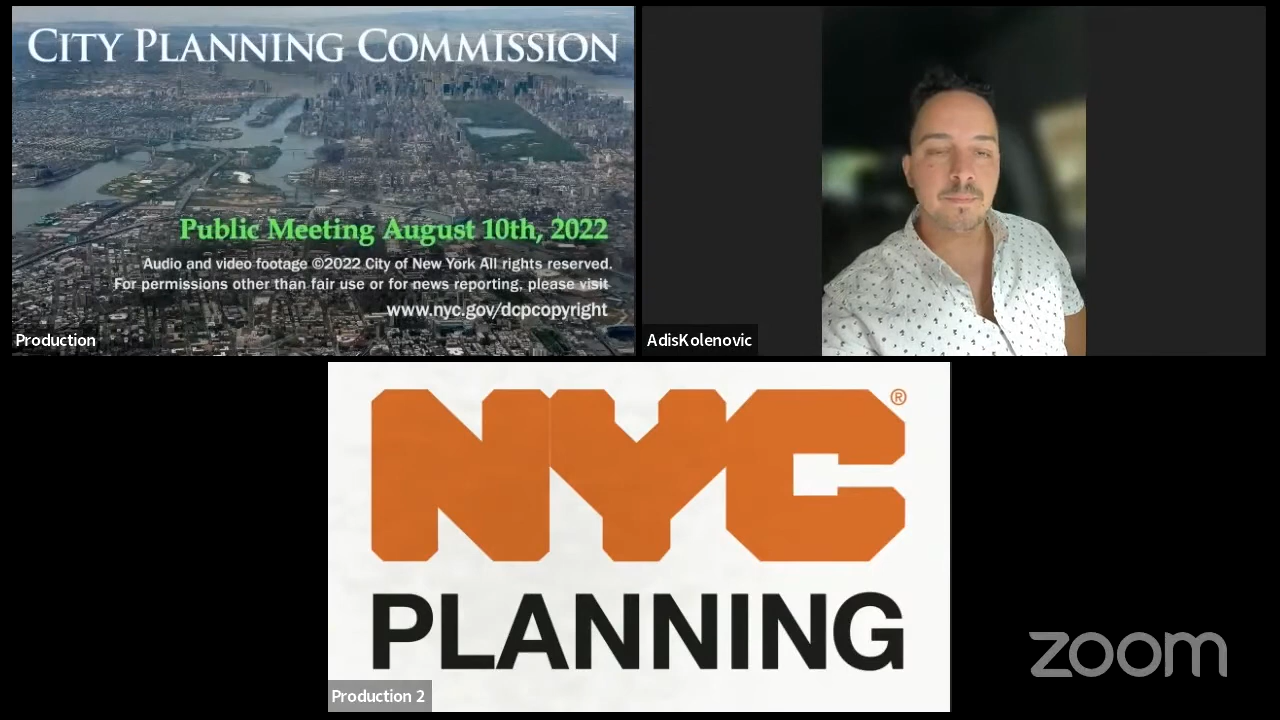 CITY PLANNING COMMISSION
Public Meeting August 10th, 2022
Audio and video footage ©2022 City of New York All rights reserved.
For permissions other than fair use or for news reporting, please visit
www.nyc.gov/dcpcopyright
Production
AdisKolenovic
NYC®
PLANNING
Production 2
zoom